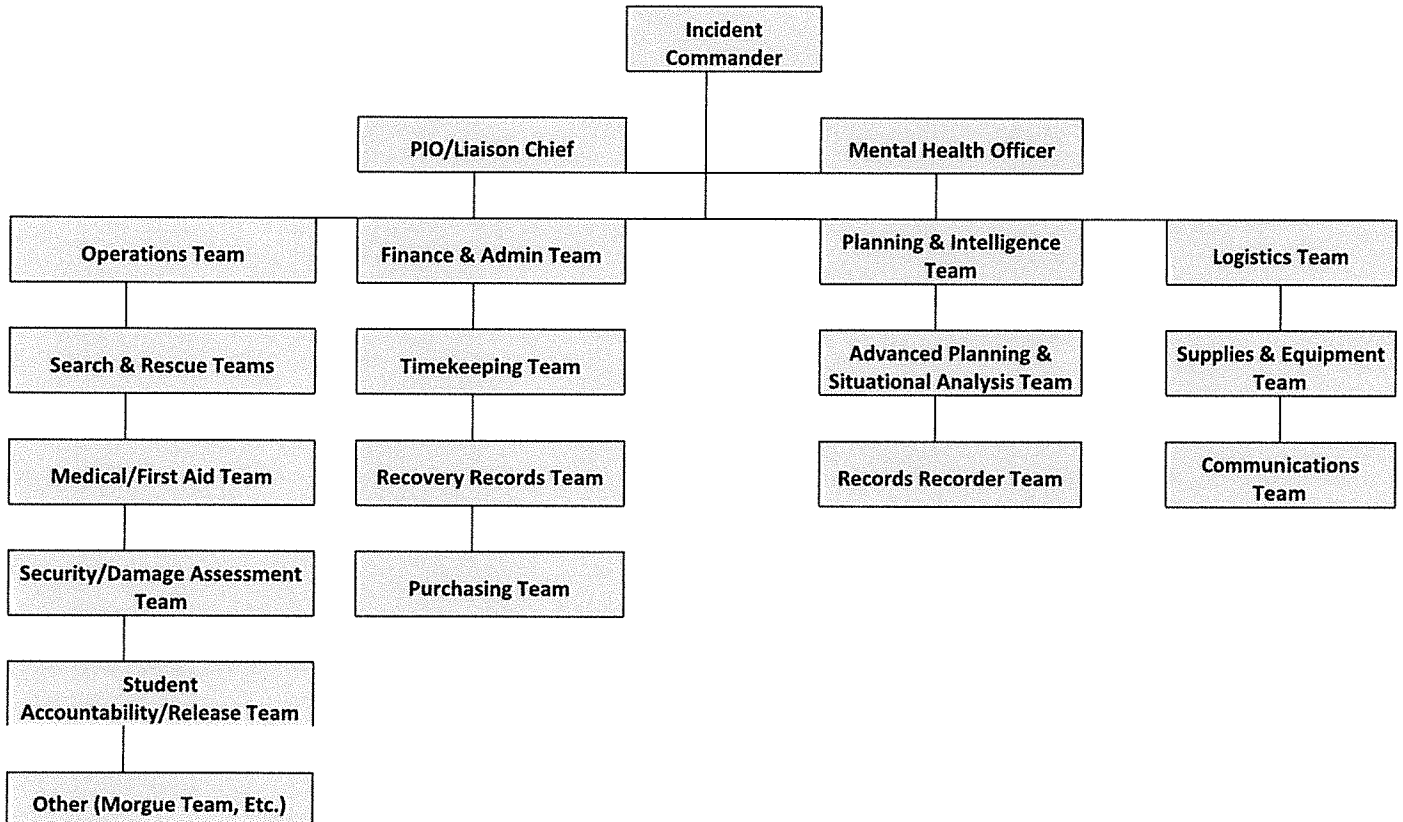 Incident
Commander
PIO/Liaison Chief
Mental Health Officer
Operations Team
Finance & Admin Team
Planning & Intelligence
Team
Logistics Team
Search & Rescue Teams
Timekeeping Team
Advanced Planning &
Situational Analysis Team
Supplies & Equipment
Team
Medical/First Aid Team
Recovery Records Team
Records Recorder Team
Communications
Team
Security/Damage Assessment
Team
Purchasing Team
Student
Accountability/Release Team
Other (Morgue Team, Etc.)